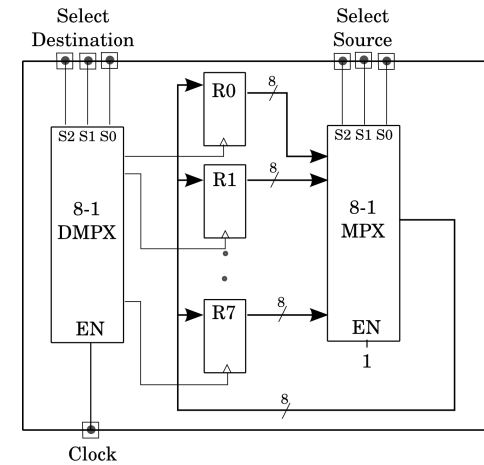 Select
Destination
Select
Source
S2 S1 S0
8-1
DMPX
EN
Clock
R0
8
R1
8
R7
8
S2 S1 S0
8-1
MPX
EN
1
8